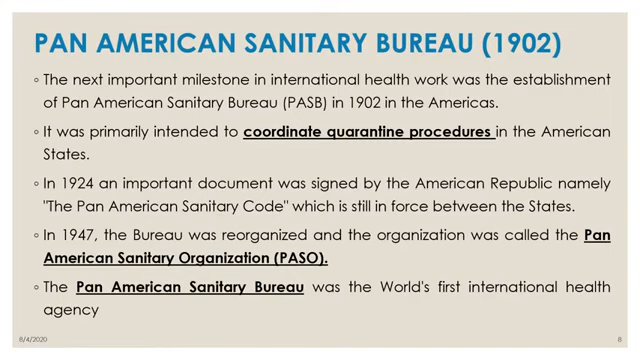 PAN AMERICAN SANITARY BUREAU (1902)
◦ The next important milestone in international health work was the establishment
of Pan American Sanitary Bureau (PASB) in 1902 in the Americas.
◦ It was primarily intended to coordinate quarantine procedures in the American
States.
◦ In 1924 an important document was signed by the American Republic namely
"The Pan American Sanitary Code" which is still in force between the States.
◦ In 1947, the Bureau was reorganized and the organization was called the Pan
American Sanitary Organization (PASO).
◦ The Pan American Sanitary Bureau was the World's first international health
agency
8/4/2020
8